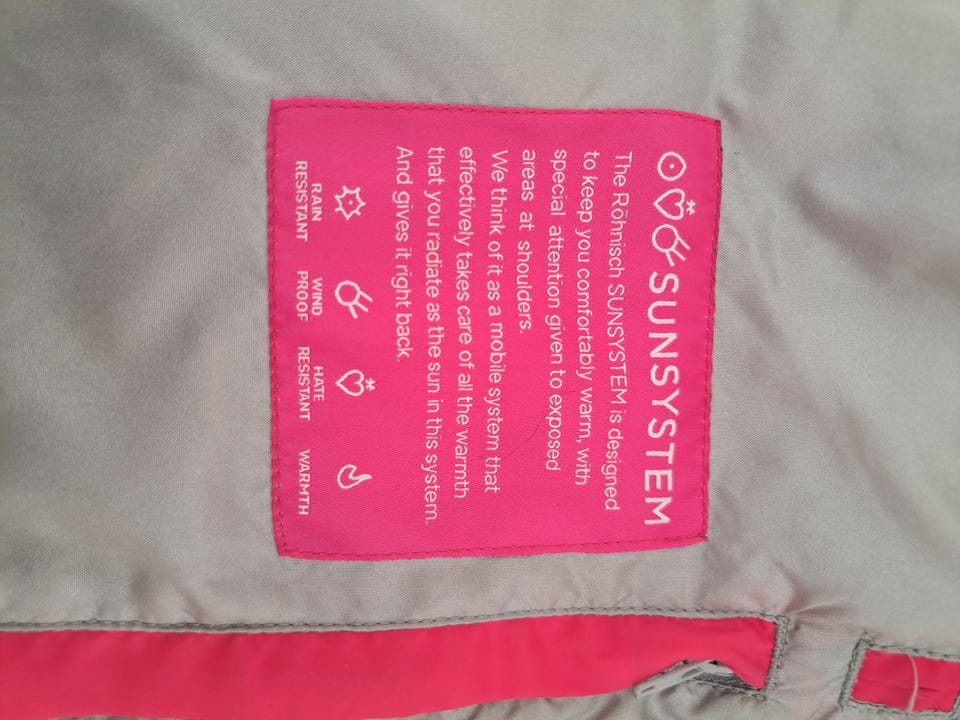 SUNSYSTEM
The Röhnisch SUNSYSTEM is designed
to keep you comfortably warm, with
special attention given to exposed
areas at shoulders.
We think of it as a mobile system that
effectively takes care of all the warmth
that you radiate as the sun in this system.
And gives it right back.
RAIN
RESISTANT
WIND
PROOF
HATE
RESISTANT
WARMTH